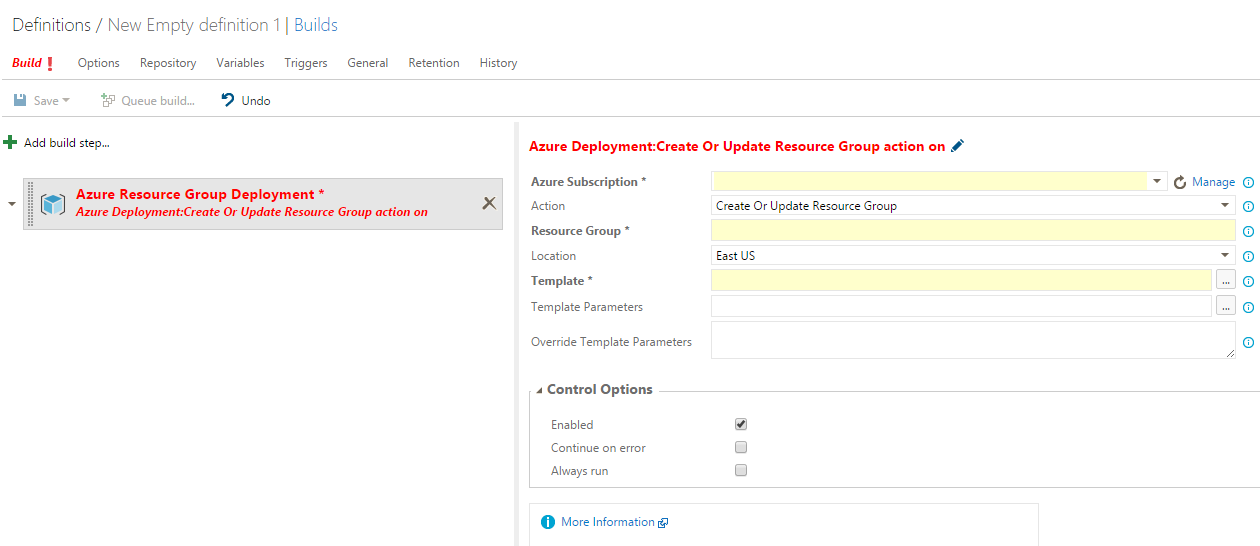 Definitions / New Empty definition 1 | Builds
Build ! Options Repository Variables Triggers General Retention History
Save Queue build... Undo
Add build step...
Azure Resource Group Deployment *
Azure Deployment:Create Or Update Resource Group action on
Azure Deployment:Create Or Update Resource Group action on
Azure Subscription * Manage
Action Create Or Update Resource Group
Resource Group *
Location East US
Template * ...
Template Parameters ...
Override Template Parameters
Control Options
Enabled
Continue on error
Always run
More Information